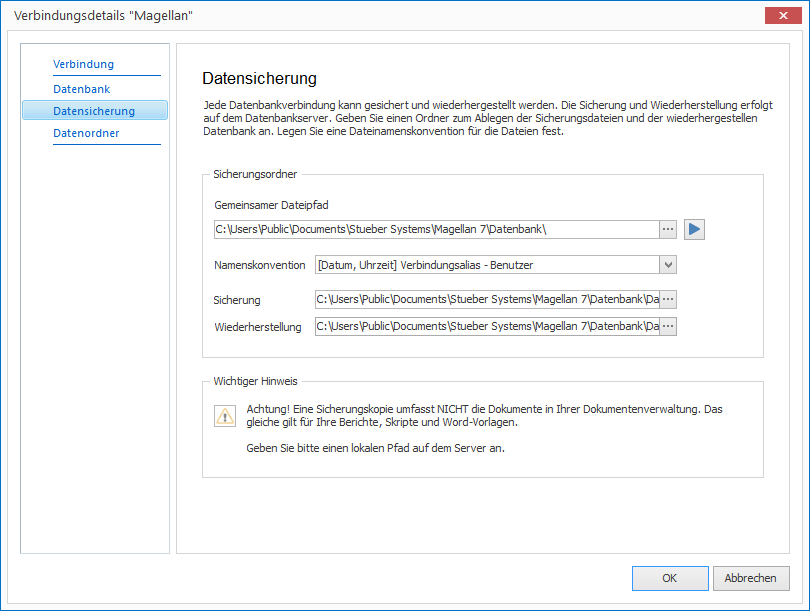 Verbindungsdetails "Magellan"
Verbindung
Datenbank
Datensicherung
Datenordner
Datensicherung
Jede Datenbankverbindung kann gesichert und wiederhergestellt werden. Die Sicherung und Wiederherstellung erfolgt
auf dem Datenbankserver. Geben Sie einen Ordner zum Ablegen der Sicherungsdateien und der wiederhergestellten
Datenbank an. Legen Sie eine Dateinamenskonvention für die Dateien fest.
Sicherungsordner
Gemeinsamer Dateipfad
C:\Users\Public\Documents\Stueber Systems\Magellan 7\Datenbank\
Namenskonvention [Datum, Uhrzeit] Verbindungsalias - Benutzer
Sicherung C:\Users\Public\Documents\Stueber Systems\Magellan 7\Datenbank\Da
Wiederherstellung C:\Users\Public\Documents\Stueber Systems\Magellan 7\Datenbank\Da
Wichtiger Hinweis
Achtung! Eine Sicherungskopie umfasst NICHT die Dokumente in Ihrer Dokumentenverwaltung. Das
gleiche gilt für Ihre Berichte, Skripte und Word-Vorlagen.
Geben Sie bitte einen lokalen Pfad auf dem Server an.
OK Abbrechen